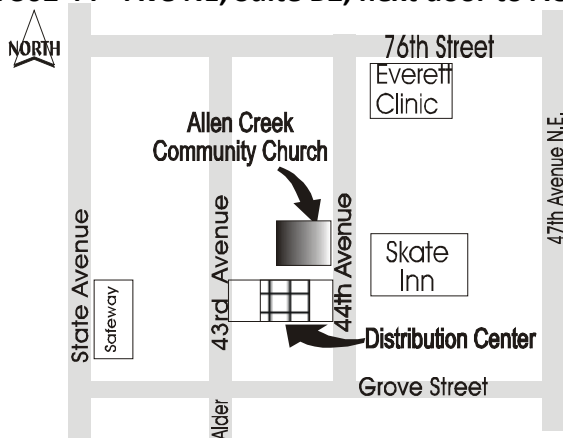 NORTH
76th Street
Everett
Clinic
Allen Creek
Community Church
47th Avenue N.E.
State Avenue
43rd Avenue
44th Avenue
Skate
Inn
Safeway
Distribution Center
Grove Street
Alder